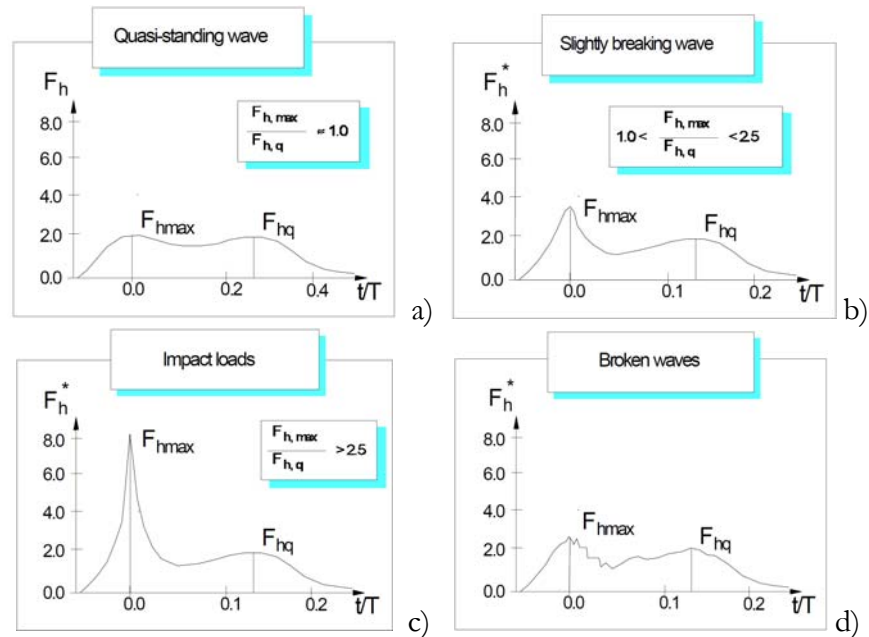 Quasi-standing wave
F_h
F_h, max
F_h, q
≈ 1.0
8.0
6.0
4.0
2.0
0.0
F_hmax
F_hq
0.0 0.2 0.4
t/T
a)
Slightly breaking wave
F_h*
1.0 <
F_h, max
F_h, q
< 2.5
8.0
6.0
4.0
2.0
0.0
F_hmax
F_hq
0.0 0.1 0.2
t/T
b)
Impact loads
F_h*
F_h, max
F_h, q
> 2.5
8.0
6.0
4.0
2.0
0.0
F_hmax
F_hq
0.0 0.1 0.2
t/T
c)
Broken waves
F_h*
8.0
6.0
4.0
2.0
0.0
F_hmax
F_hq
0.0 0.1 0.2
t/T
d)